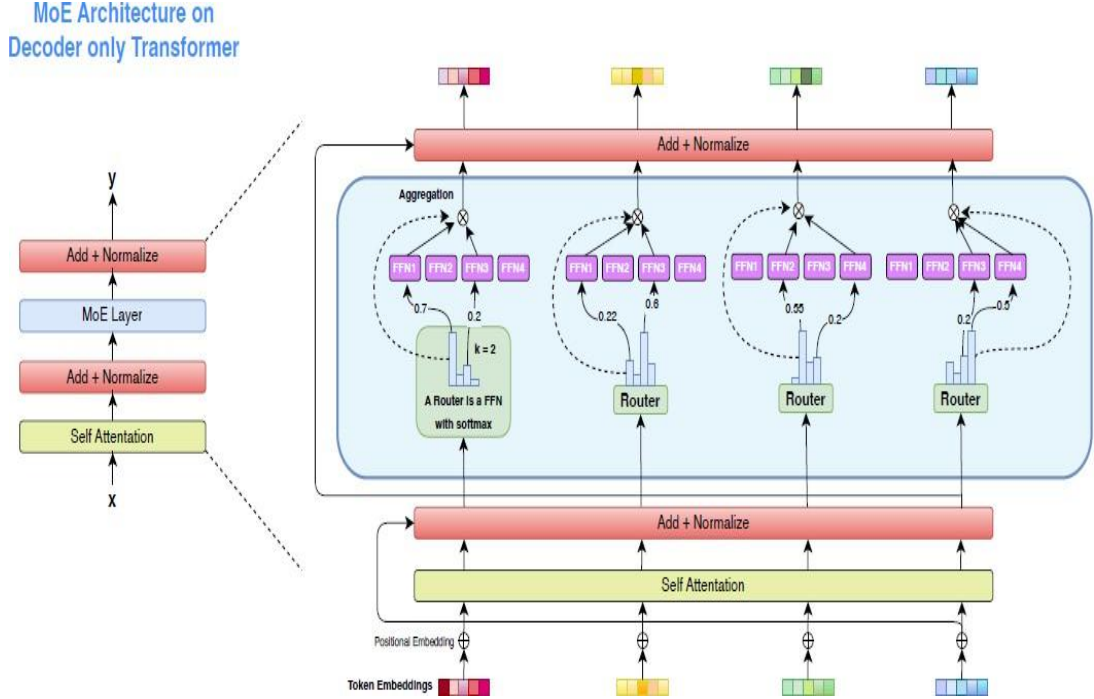 MoE Architecture on
Decoder only Transformer
y
Add + Normalize
MoE Layer
Add + Normalize
Self Attentation
x
Add + Normalize
Aggregation
FFN1 FFN2 FFN3 FFN4
FFN1 FFN2 FFN3 FFN4
FFN1 FFN2 FFN3 FFN4
FFN1 FFN2 FFN3 FFN4
0.7 0.2
0.22 0.6
0.55 0.2
0.2 0.5
k = 2
A Router is a FFN
with softmax
Router
Router
Router
Add + Normalize
Self Attentation
Positional Embedding
Token Embeddings